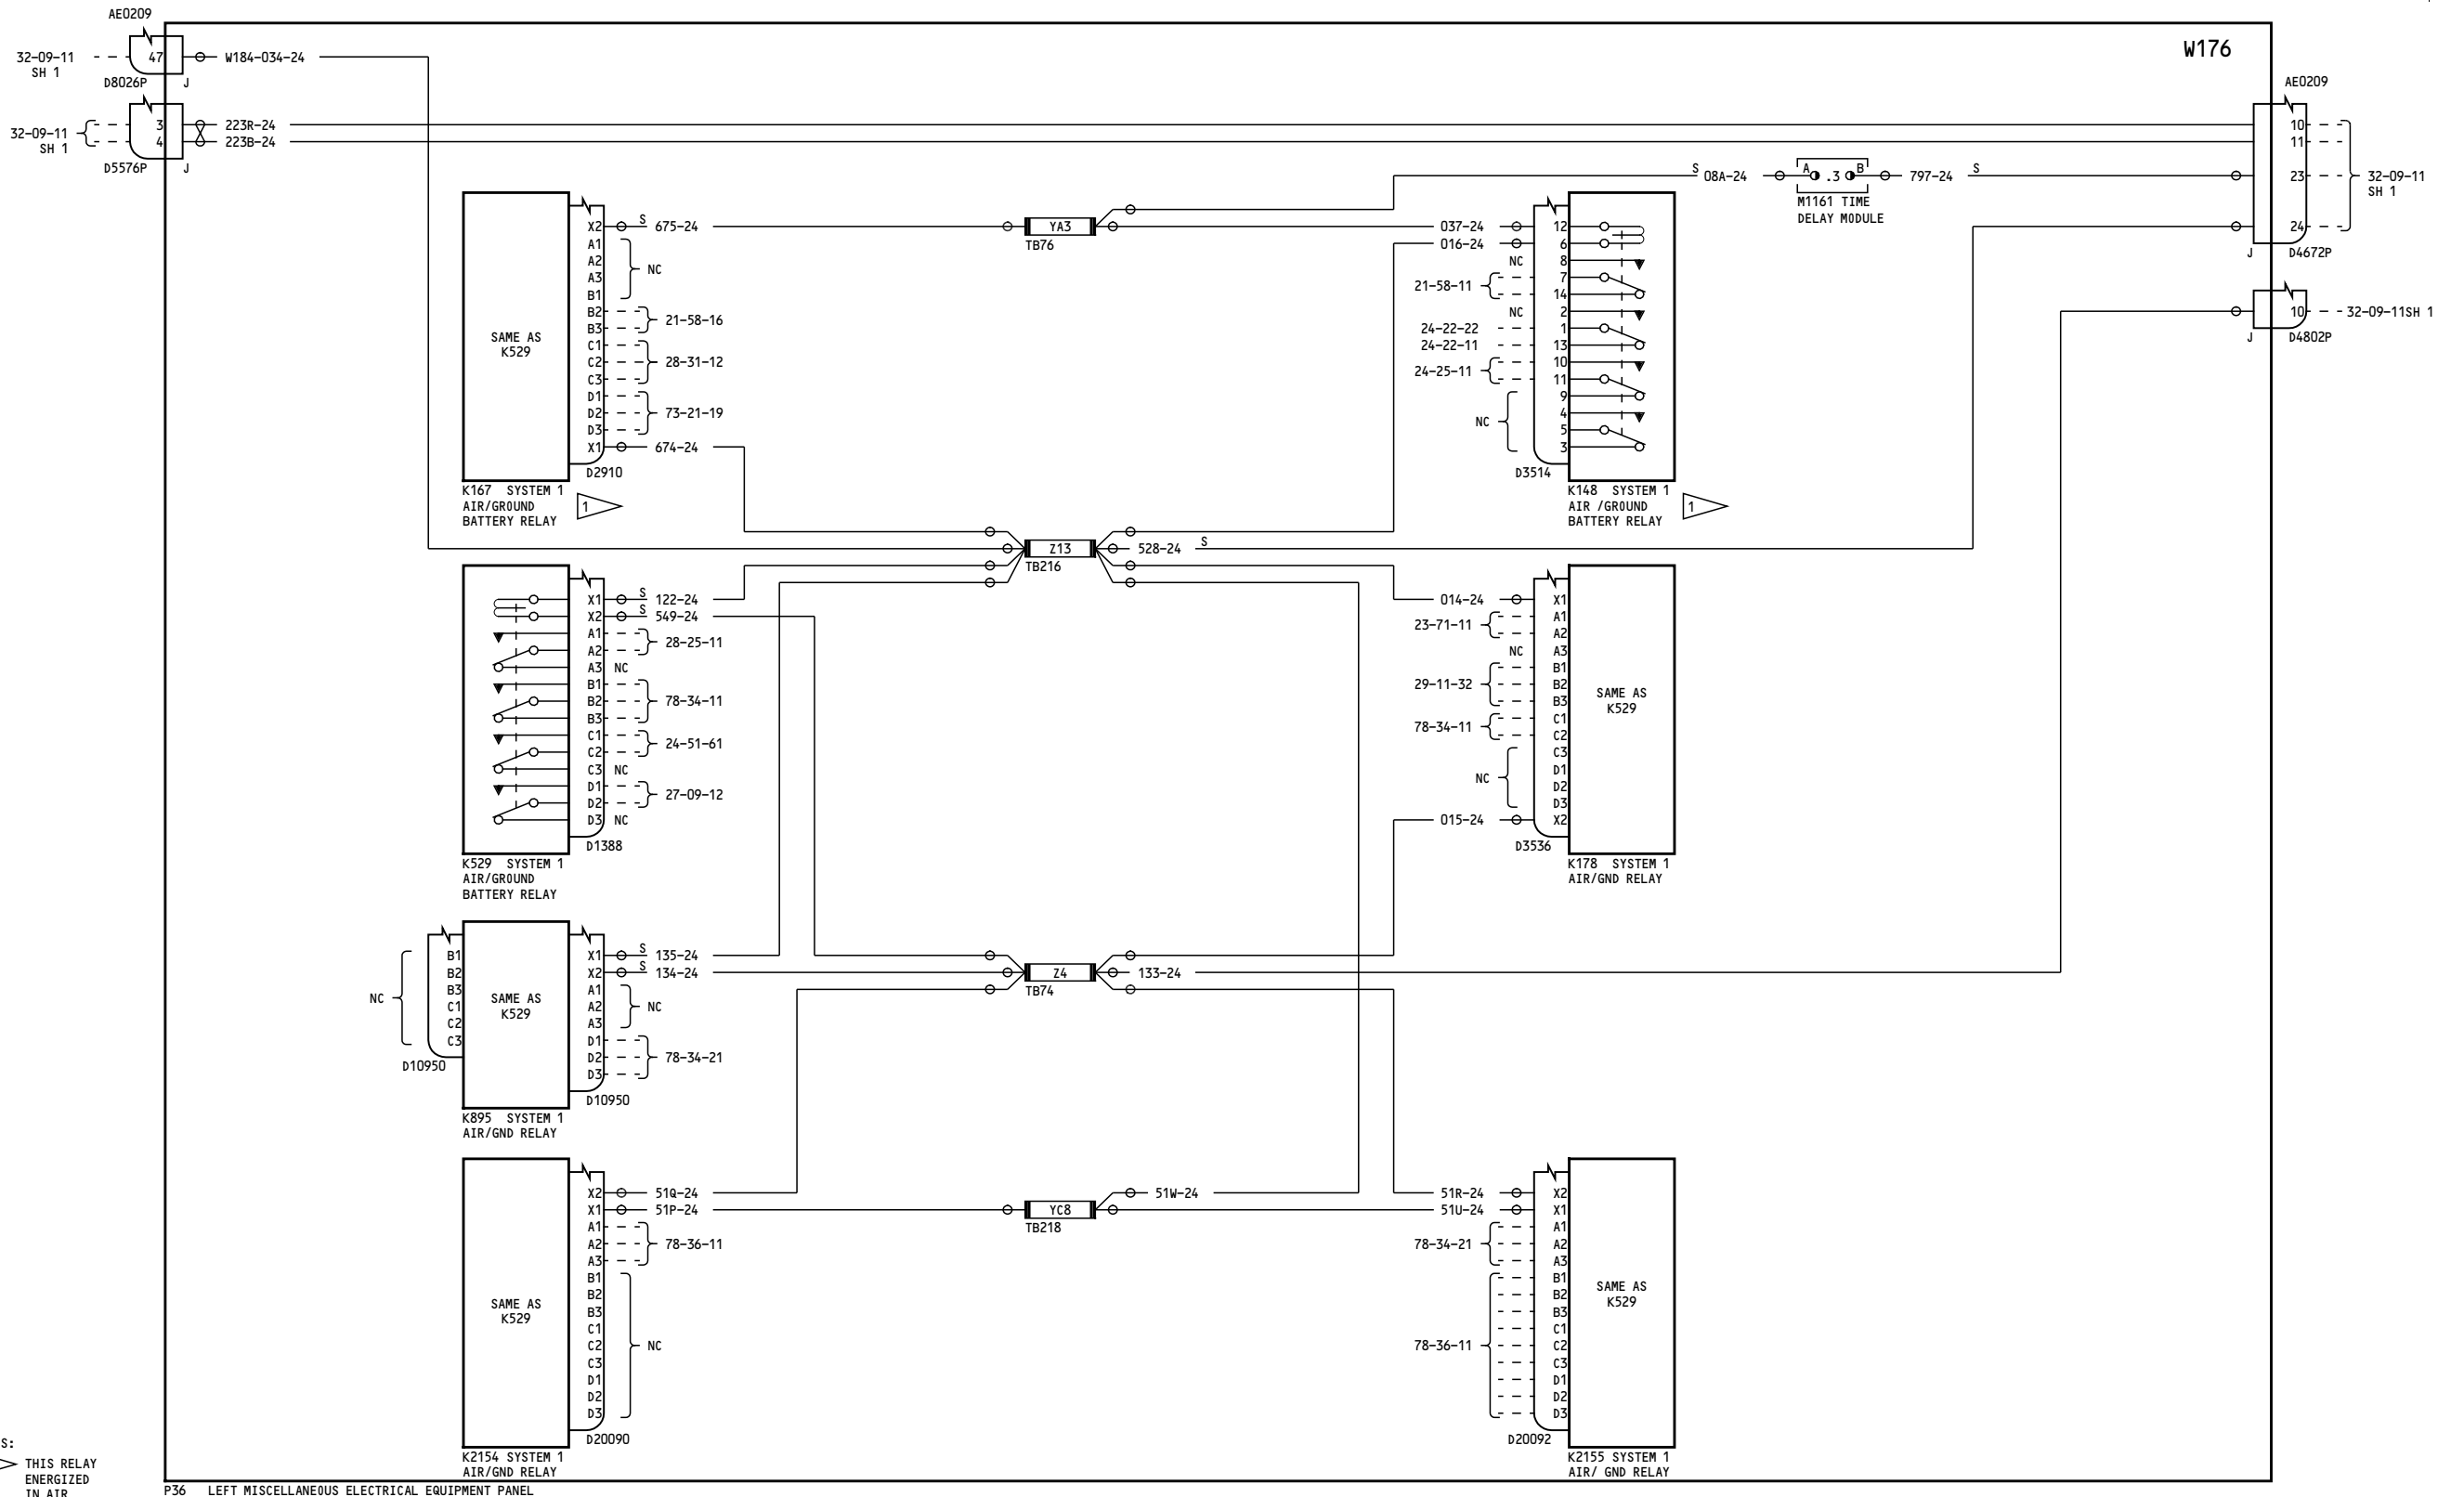 AE0209
W176
32-09-11
SH 1
47
W184-034-24
D8026P
J
AE0209
32-09-11
SH 1
3
4
223R-24
223B-24
D5576P
J
10
11
23
24
32-09-11
SH 1
J
D4672P
S
08A-24
A
.3
B
797-24
S
M1161 TIME
DELAY MODULE
10
32-09-11SH 1
J
D4802P
SAME AS
K529
X2
S
675-24
A1
A2
A3
B1
NC
B2
B3
21-58-16
C1
C2
C3
28-31-12
D1
D2
D3
73-21-19
X1
674-24
D2910
K167 SYSTEM 1
AIR/GROUND
BATTERY RELAY
1
YA3
TB76
037-24
12
016-24
6
NC
8
21-58-11
7
14
NC
2
24-22-22
1
24-22-11
13
24-25-11
10
11
NC
9
4
5
3
D3514
K148 SYSTEM 1
AIR /GROUND
BATTERY RELAY
1
Z13
TB216
528-24
S
X1
S
122-24
X2
S
549-24
A1
A2
28-25-11
A3
NC
B1
B2
B3
78-34-11
C1
C2
24-51-61
C3
NC
D1
D2
27-09-12
D3
NC
D1388
K529 SYSTEM 1
AIR/GROUND
BATTERY RELAY
014-24
X1
23-71-11
A1
A2
NC
A3
29-11-32
B1
B2
B3
78-34-11
C1
C2
NC
C3
D1
D2
D3
015-24
X2
SAME AS
K529
D3536
K178 SYSTEM 1
AIR/GND RELAY
NC
B1
B2
B3
C1
C2
C3
D10950
SAME AS
K529
X1
S
135-24
X2
S
134-24
A1
A2
A3
NC
D1
D2
D3
78-34-21
D10950
K895 SYSTEM 1
AIR/GND RELAY
Z4
TB74
133-24
SAME AS
K529
X2
51Q-24
X1
51P-24
A1
A2
A3
78-36-11
B1
B2
B3
C1
C2
C3
D1
D2
D3
NC
D20090
K2154 SYSTEM 1
AIR/GND RELAY
YC8
TB218
51W-24
51R-24
X2
51U-24
X1
78-34-21
A1
A2
A3
78-36-11
B1
B2
B3
C1
C2
C3
D1
D2
D3
SAME AS
K529
D20092
K2155 SYSTEM 1
AIR/ GND RELAY
S:
THIS RELAY
ENERGIZED
IN AIR
P36 LEFT MISCELLANEOUS ELECTRICAL EQUIPMENT PANEL